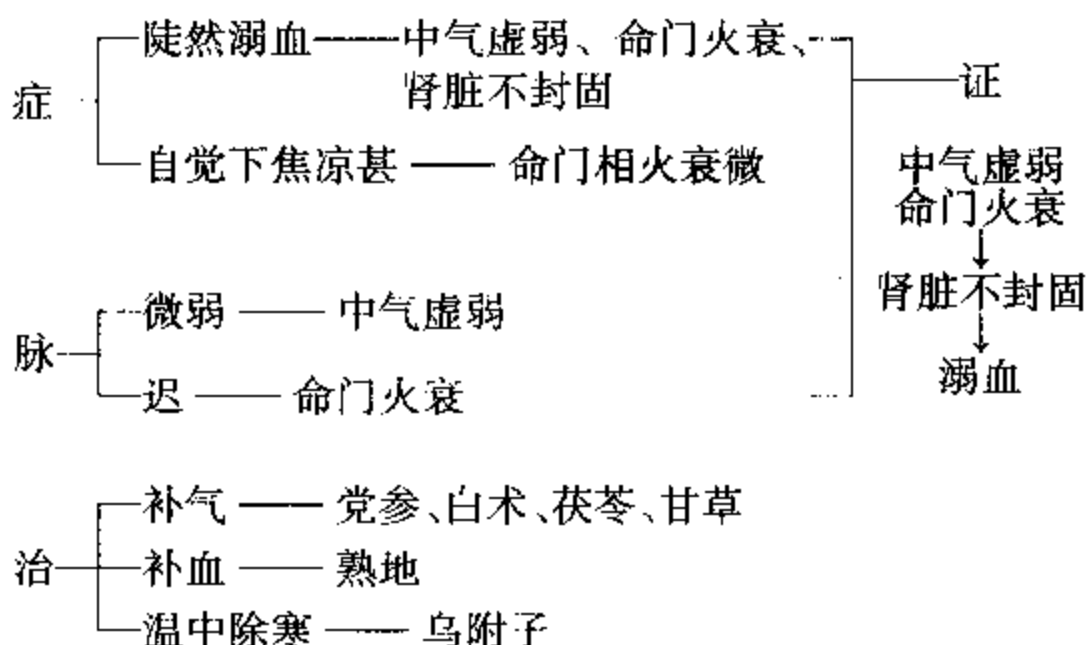 症
陡然溺血——中气虚弱、命门火衰、
肾脏不封固
自觉下焦凉甚——命门相火衰微
脉
微弱——中气虚弱
迟——命门火衰
证
中气虚弱
命门火衰
↓
肾脏不封固
↓
溺血
治
补气——党参、白术、茯苓、甘草
补血——熟地
温中除寒——乌附子